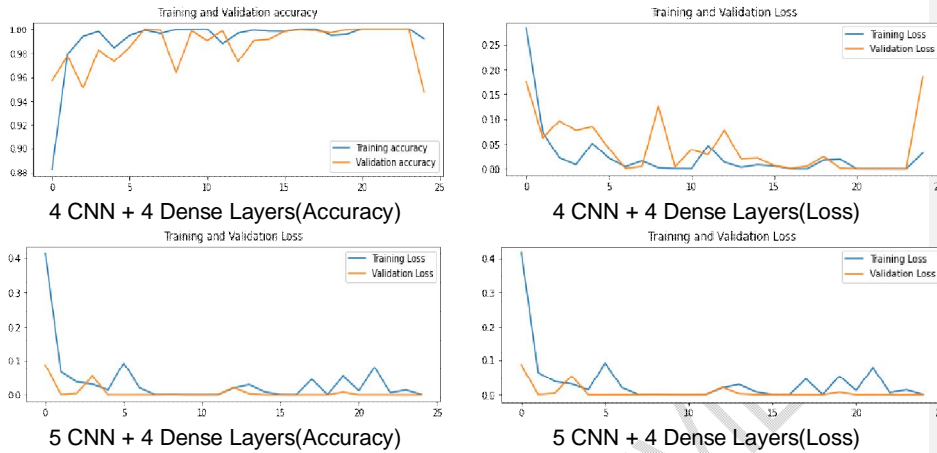 Training and Validation accuracy
1.00
0.98
0.96
0.94
0.92
0.90
0.88
Training accuracy
Validation accuracy
0 5 10 15 20 25
4 CNN + 4 Dense Layers(Accuracy)
Training and Validation Loss
0.25
0.20
0.15
0.10
0.05
0.00
Training Loss
Validation Loss
0 5 10 15 20
4 CNN + 4 Dense Layers(Loss)
Training and Validation Loss
0.4
0.3
0.2
0.1
0.0
Training Loss
Validation Loss
0 5 10 15 20 25
5 CNN + 4 Dense Layers(Accuracy)
Training and Validation Loss
0.4
0.3
0.2
0.1
0.0
Training Loss
Validation Loss
0 5 10 15 20
5 CNN + 4 Dense Layers(Loss)